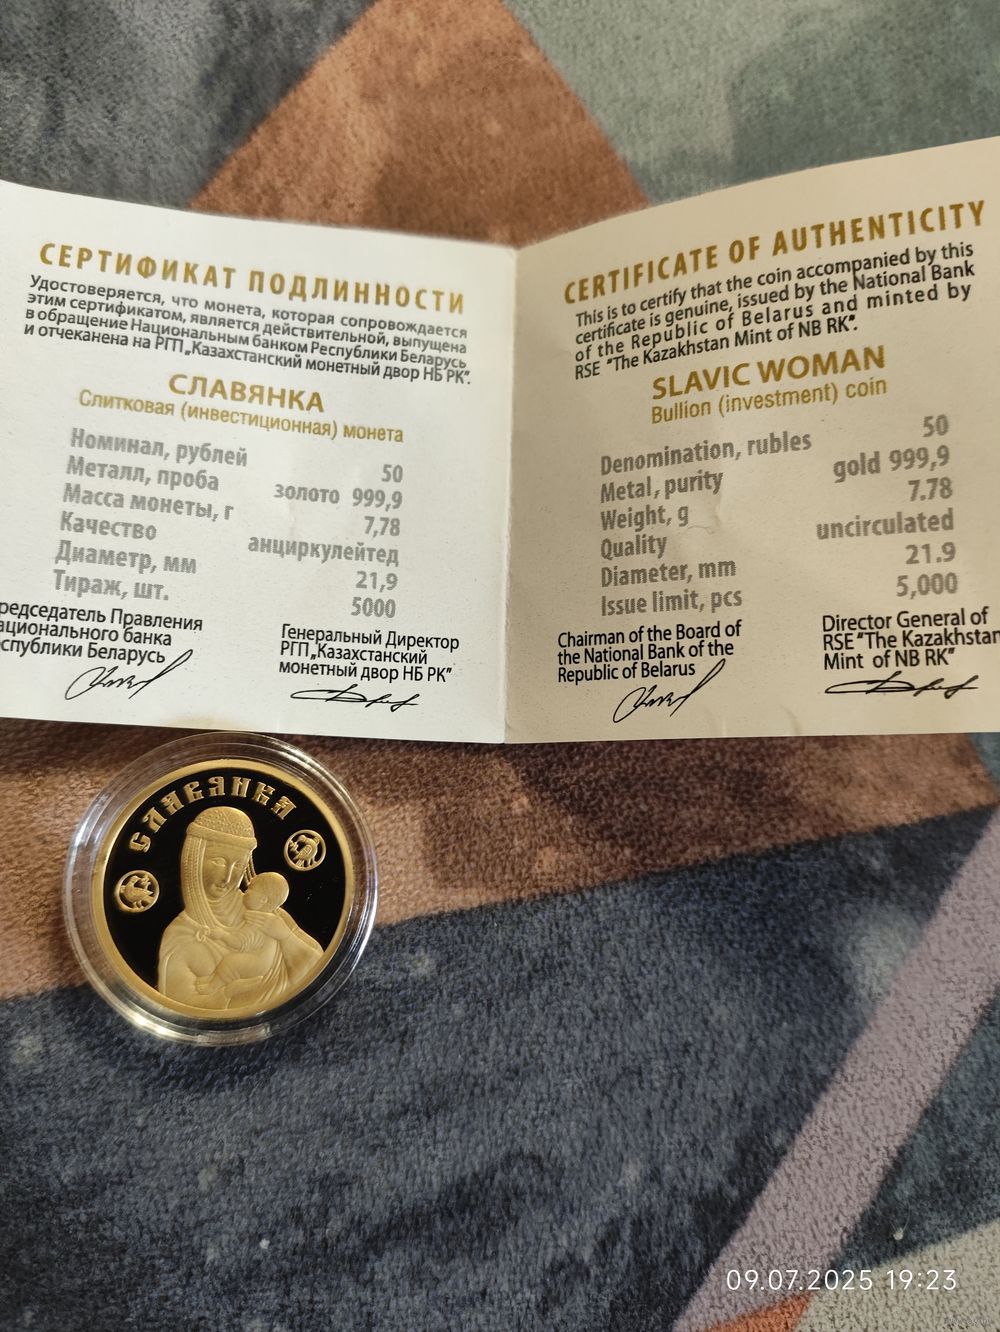 СЕРТИФИКАТ ПОДЛИННОСТИ
Удостоверяется, что монета, которая сопровождается
этим сертификатом, является действительной, выпущена
в обращение Национальным банком Республики Беларусь
и отчеканена на РГП„Казахстанский монетный двор НБ РК".
СЛАВЯНКА
Слитковая (инвестиционная) монета
Номинал, рублей 50
Металл, проба золото 999,9
Масса монеты, г 7,78
Качество анциркулейтед
Диаметр, мм 21,9
Тираж, шт. 5000
редседатель Правления
ационального банка
еспублики Беларусь
Генеральный Директор
РГП„Казахстанский
монетный двор НБ РК"
CERTIFICATE OF AUTHENTICITY
This is to certify that the coin accompanied by this
certificate is genuine, issued by the National Bank
of the Republic of Belarus and minted by
RSE "The Kazakhstan Mint of NB RK".
SLAVIC WOMAN
Bullion (investment) coin
Denomination, rubles 50
Metal, purity gold 999,9
Weight, g 7.78
Quality uncirculated
Diameter, mm 21.9
Issue limit, pcs 5,000
Chairman of the Board of
the National Bank of the
Republic of Belarus
Director General of
RSE "The Kazakhstan
Mint of NB RK"
СЛАВЯНКА
09.07.2025 19:23